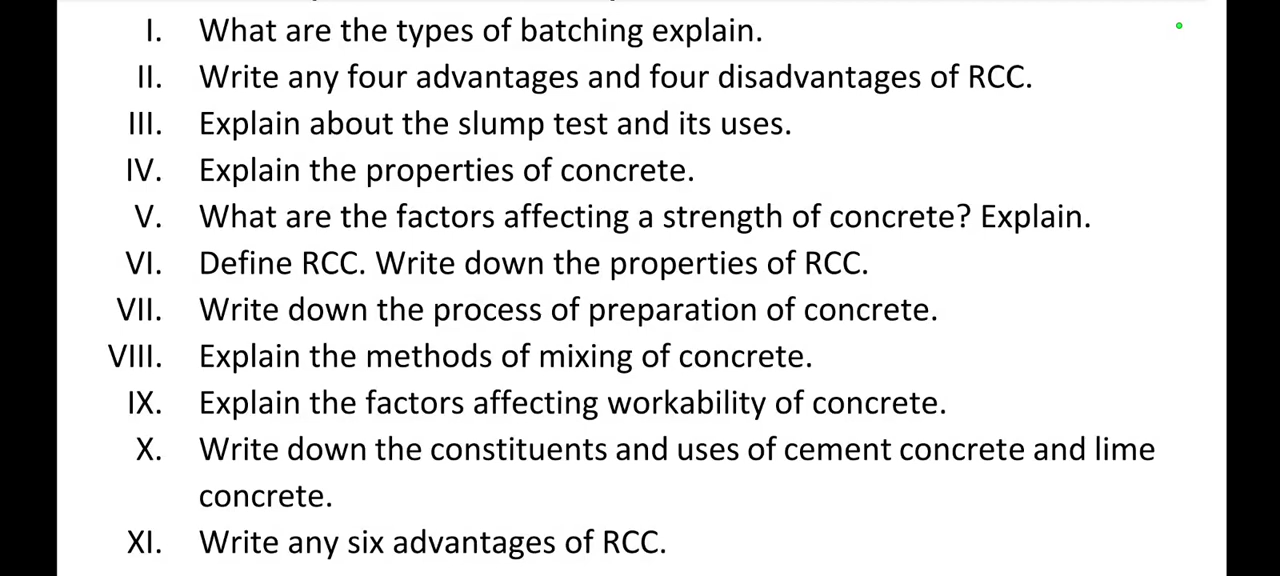 I. What are the types of batching explain.
II. Write any four advantages and four disadvantages of RCC.
III. Explain about the slump test and its uses.
IV. Explain the properties of concrete.
V. What are the factors affecting a strength of concrete? Explain.
VI. Define RCC. Write down the properties of RCC.
VII. Write down the process of preparation of concrete.
VIII. Explain the methods of mixing of concrete.
IX. Explain the factors affecting workability of concrete.
X. Write down the constituents and uses of cement concrete and lime
concrete.
XI. Write any six advantages of RCC.